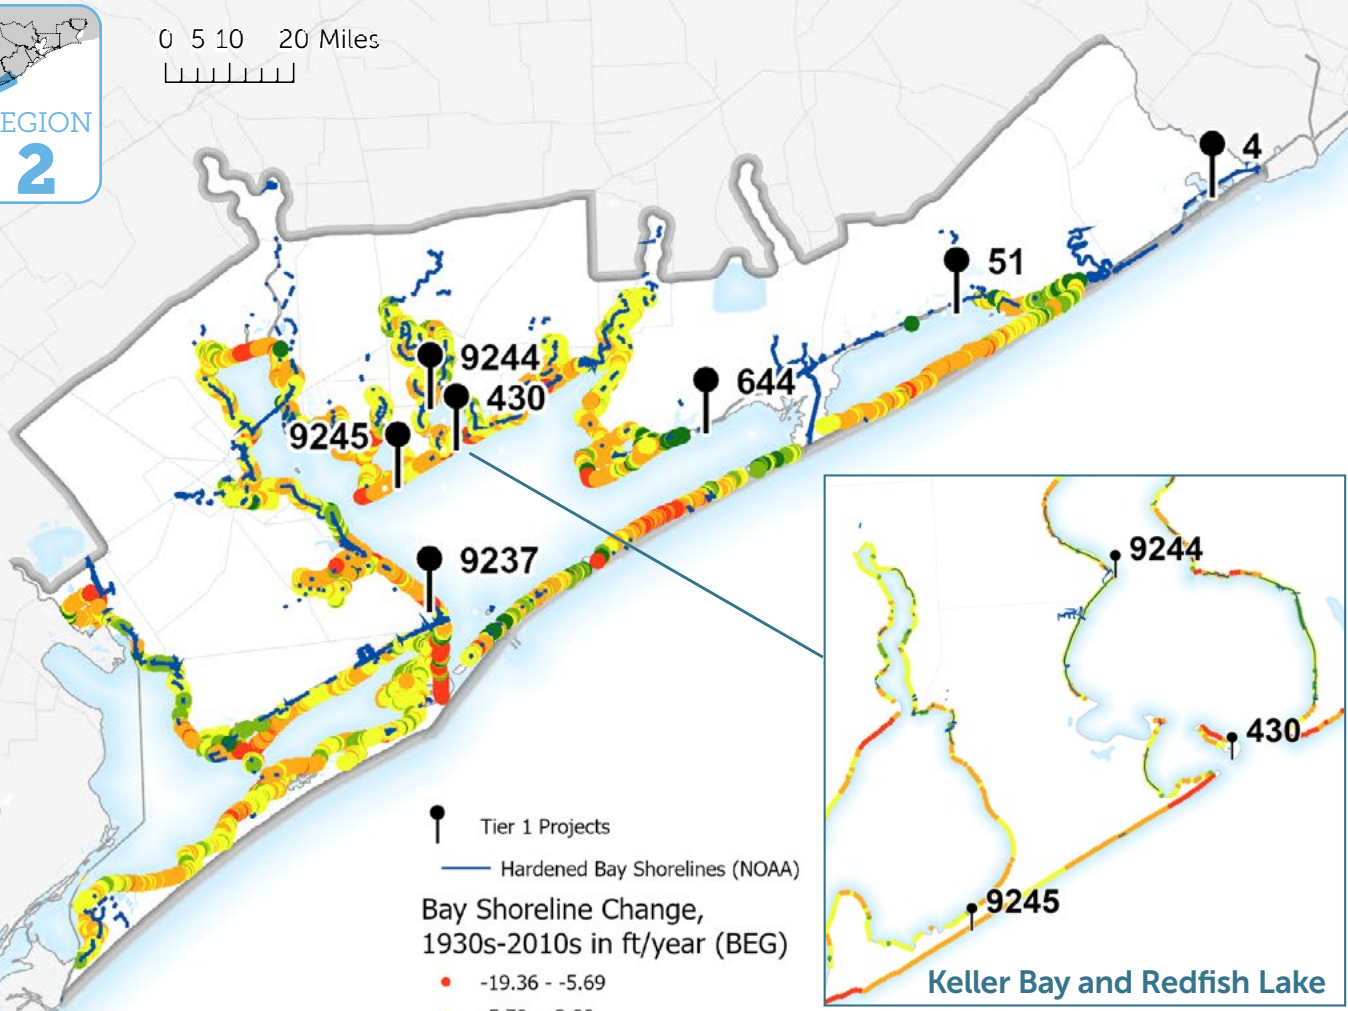 0 5 10 20 Miles
EGION
2
4
51
9244
430
644
9245
9237
9244
430
9245
Keller Bay and Redfish Lake
Tier 1 Projects
Hardened Bay Shorelines (NOAA)
Bay Shoreline Change,
1930s-2010s in ft/year (BEG)
-19.36 - -5.69